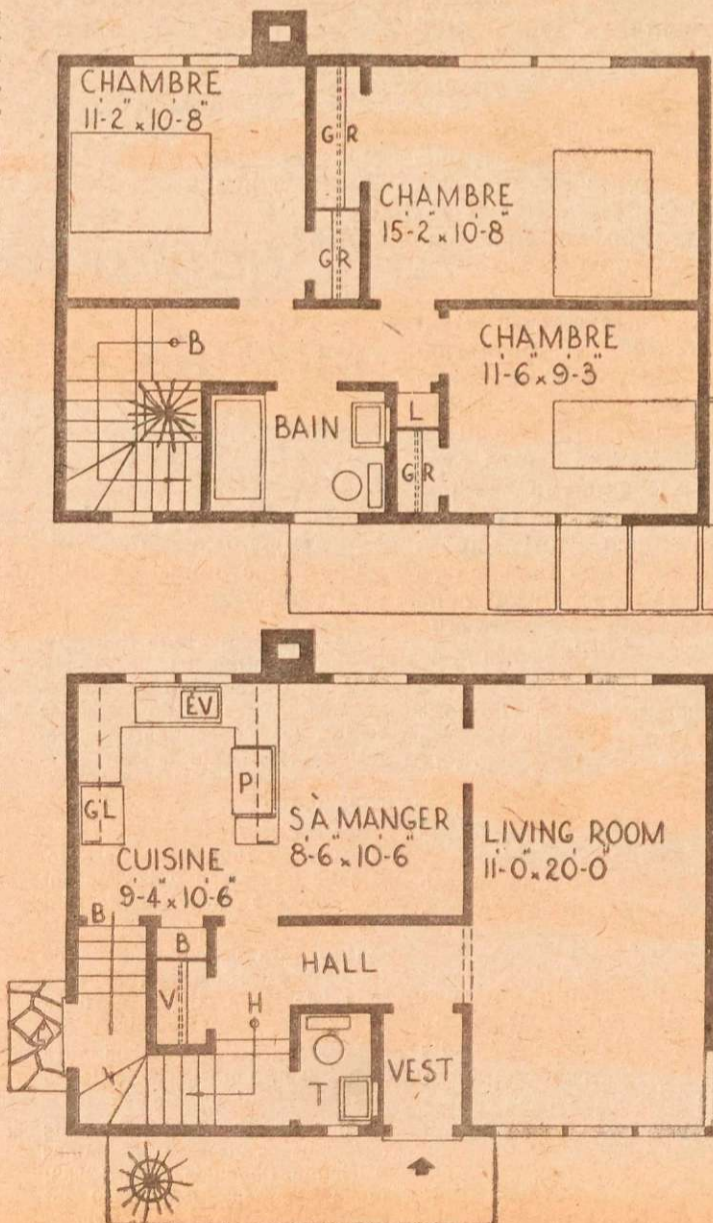 CHAMBRE
11'-2" x 10'-8"
GR
CHAMBRE
15'-2" x 10'-8"
GR
B
CHAMBRE
11'-6" x 9'-3"
BAIN
L
GR
ÉV
P
GL
S À MANGER
8'-6" x 10'-6"
LIVING ROOM
11'-0" x 20'-0"
CUISINE
9'-4" x 10'-6"
B
B
HALL
V
H
T
VEST